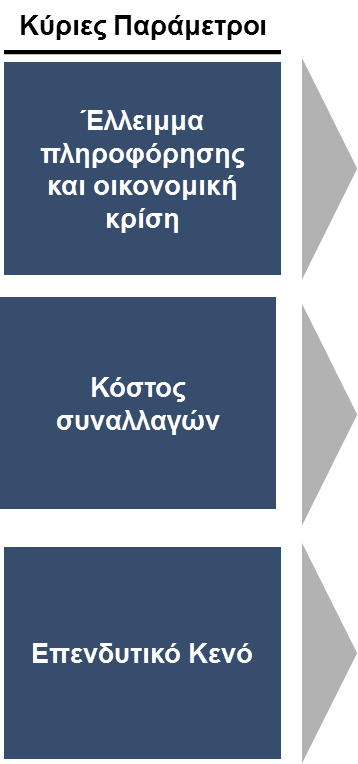 Κύριες Παράμετροι
Έλλειμμα
πληροφόρησης
και οικονομική
κρίση
Κόστος
συναλλαγών
Επενδυτικό Κενό